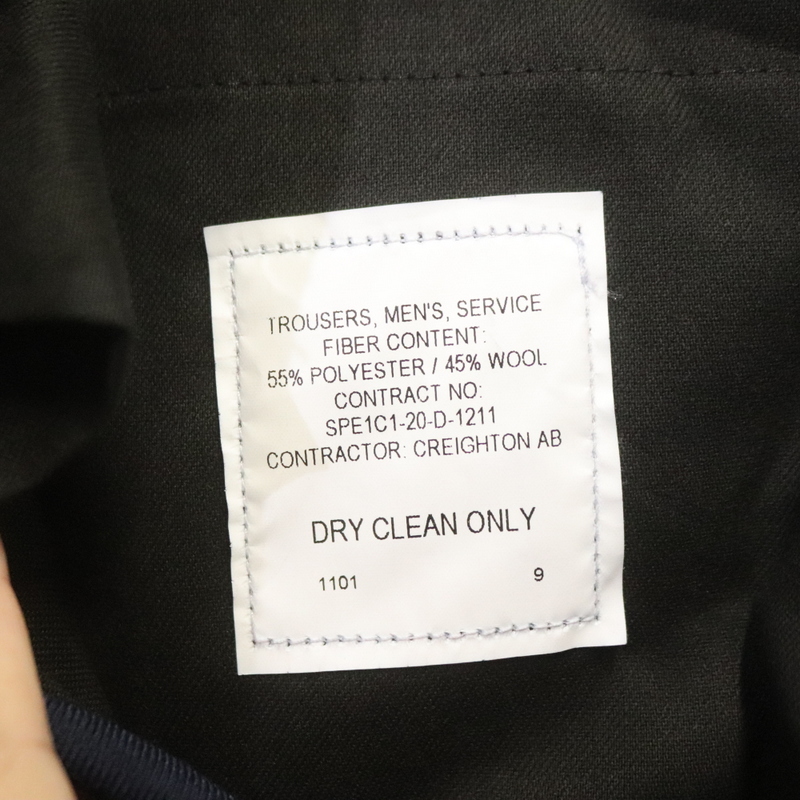 TROUSERS, MEN'S, SERVICE
FIBER CONTENT:
55% POLYESTER / 45% WOOL
CONTRACT NO:
SPE1C1-20-D-1211
CONTRACTOR: CREIGHTON AB
DRY CLEAN ONLY
1101 9